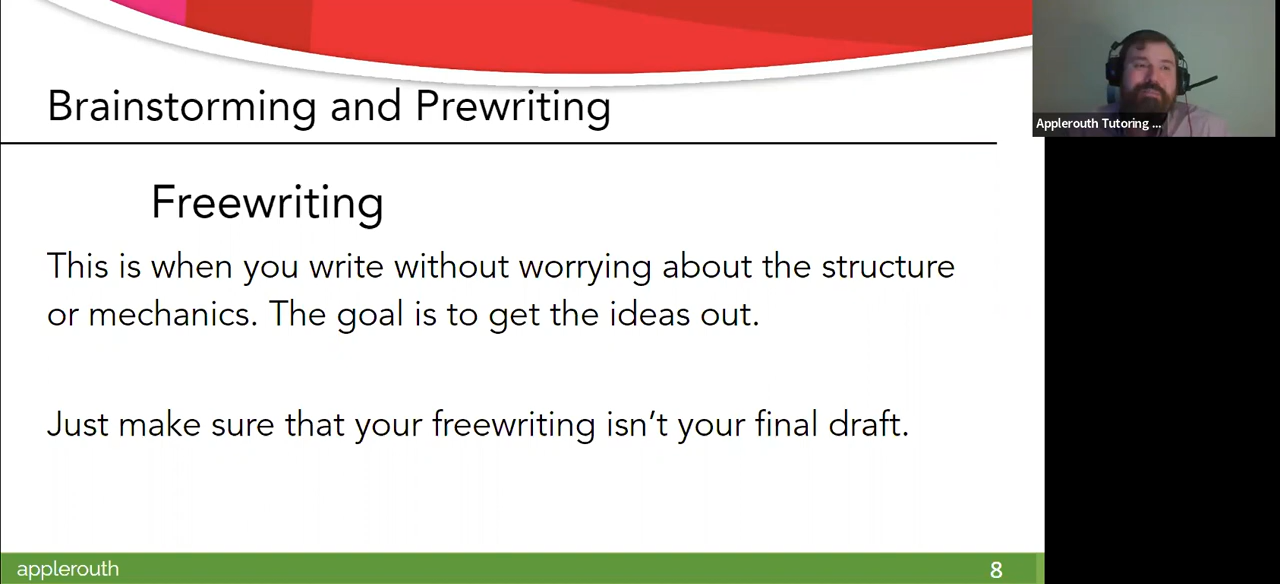 Brainstorming and Prewriting
Applerouth Tutoring ...
Freewriting
This is when you write without worrying about the structure
or mechanics. The goal is to get the ideas out.
Just make sure that your freewriting isn’t your final draft.
applerouth
8